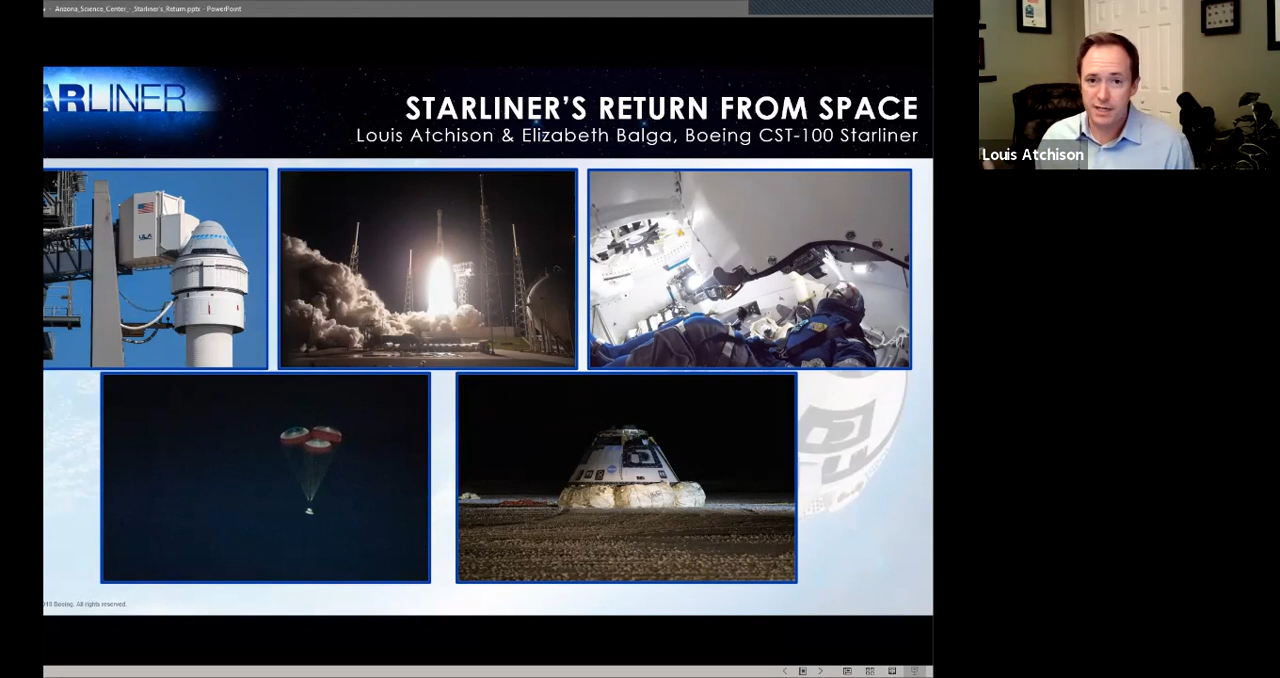 Arizona_Science_Center_-_Starliner's_Return.pptx - PowerPoint
ARLINER
STARLINER'S RETURN FROM SPACE
Louis Atchison & Elizabeth Balga, Boeing CST-100 Starliner
Louis Atchison
ULA
Boeing. All rights reserved.